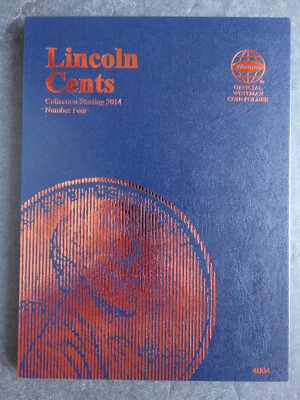 Lincoln
Cents
Collection Starting 2014
Number Four
Whitman
®
OFFICIAL
WHITMAN
COIN FOLDER
4004